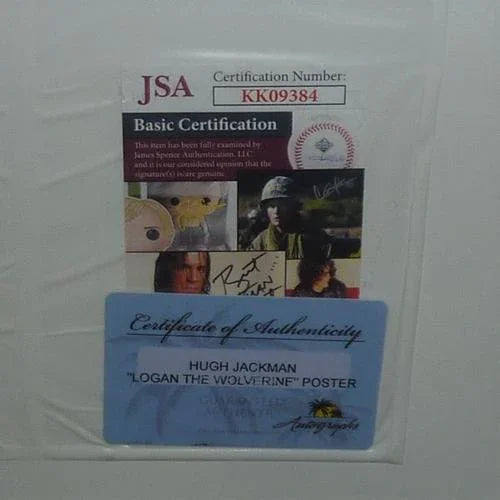 JSA
Certification Number:
KK09384
Basic Certification
This item has been fully examined by
James Spence Authentication, LLC
and it is our considered opinion that the
signature(s) is/are genuine.
Certificate of Authenticity
HUGH JACKMAN
"LOGAN THE WOLVERINE" POSTER
GUARANTEED
AUTHENTIC
Autographs